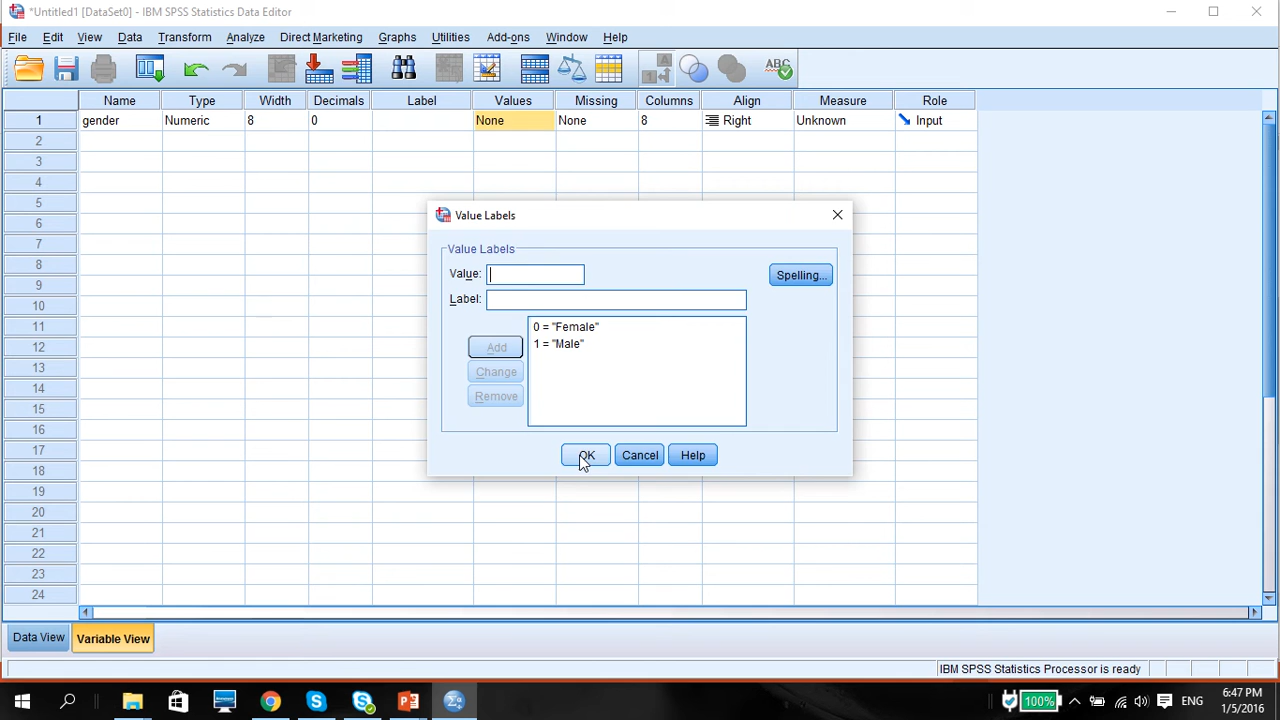 *Untitled1 [DataSet0] - IBM SPSS Statistics Data Editor
File Edit View Data Transform Analyze Direct Marketing Graphs Utilities Add-ons Window Help
A
14
ABC
Name Type Width Decimals Label Values Missing Columns Align Measure Role
1 gender Numeric 8 0 None None 8 Right Unknown Input
2
3
4
5
6
7
8
9
10
11
12
13
14
15
16
17
18
19
20
21
22
23
24
Value Labels
Value Labels
Value:
Spelling...
Label:
0 = "Female"
1 = "Male"
Add
Change
Remove
OK Cancel Help
Data View Variable View
IBM SPSS Statistics Processor is ready
100% ENG 6:47 PM
1/5/2016